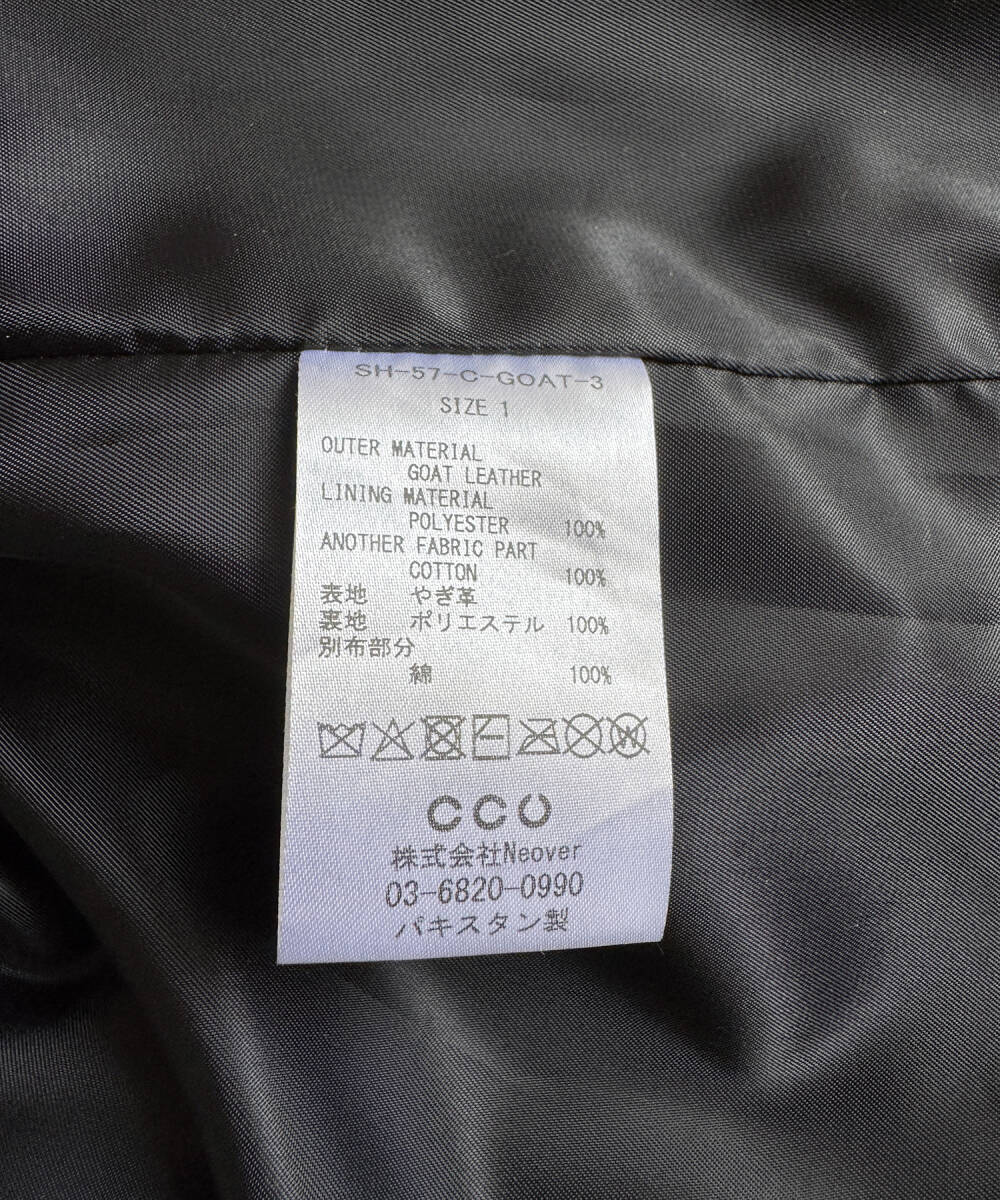 SH-57-C-GOAT-3
SIZE 1
OUTER MATERIAL
GOAT LEATHER
LINING MATERIAL
POLYESTER 100%
ANOTHER FABRIC PART
COTTON 100%
表地 やぎ革
裏地 ポリエステル 100%
別布部分
綿 100%
CCU
株式会社Neover
03-6820-0990
パキスタン製